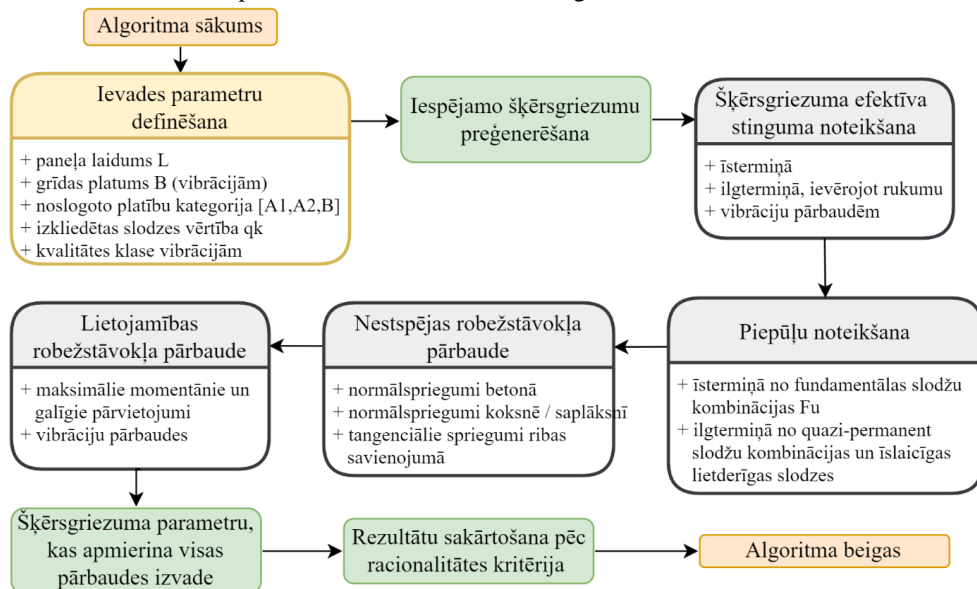 Algoritma sākums
Ievades parametru
definēšana
+ paneļa laidums L
+ grīdas platums B (vibrācijām)
+ noslogoto platību kategorija [A1,A2,B]
+ izkliedētas slodzes vērtība qk
+ kvalitātes klase vibrācijām
Iespējamo šķērsgriezumu
preģenerēšana
Šķērsgriezuma efektīva
stinguma noteikšana
+ īstermiņā
+ ilgtermiņā, ievērojot rukumu
+ vibrāciju pārbaudēm
Piepūļu noteikšana
+ īstermiņā no fundamentālas slodžu
kombinācijas Fu
+ ilgtermiņā no quazi-permanent
slodžu kombinācijas un īslaicīgas
lietderīgas slodzes
Nestspējas robežstāvokļa
pārbaude
+ normālspriegumi betonā
+ normālspriegumi koksnē / saplāksnī
+ tangenciālie spriegumi ribas
savienojumā
Lietojamības
robežstāvokļa pārbaude
+ maksimālie momentānie un
galīgie pārvietojumi
+ vibrāciju pārbaudes
Šķērsgriezuma parametru,
kas apmierina visas
pārbaudes izvade
Rezultātu sakārtošana pēc
racionalitātes kritērija
Algoritma beigas